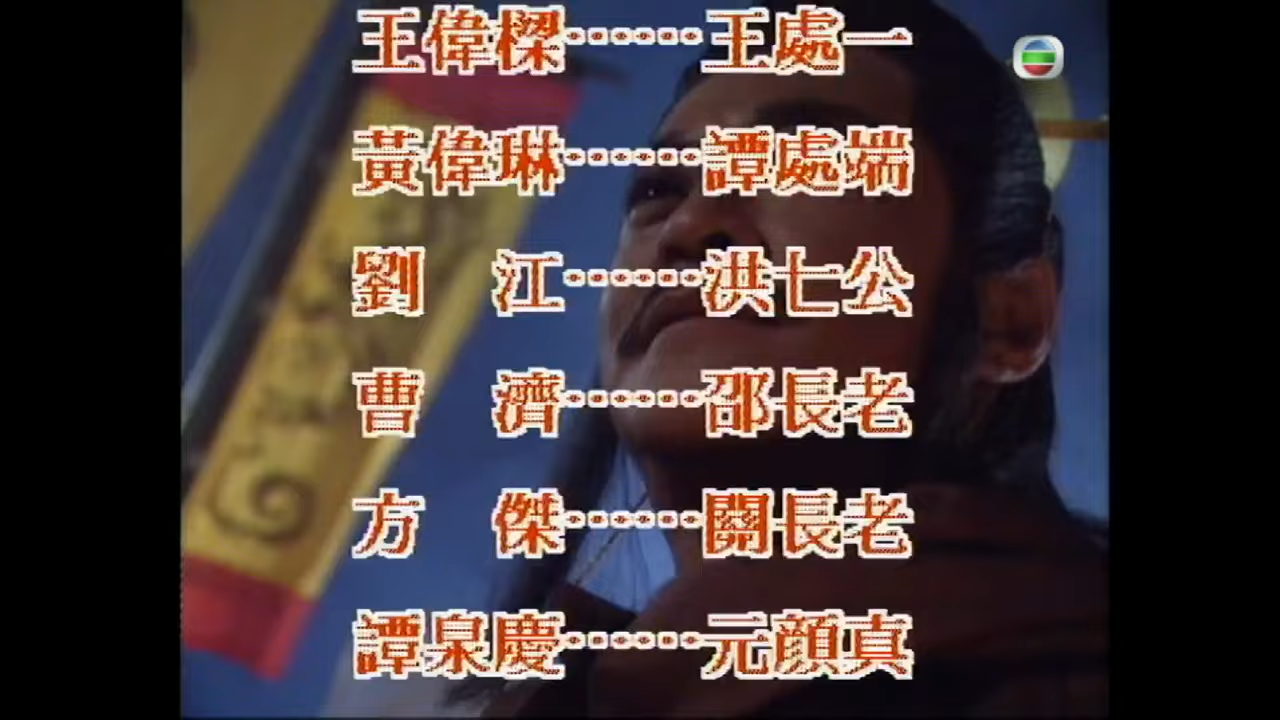 王偉樑……王處一
黃偉琳……譚處端
劉　江……洪七公
曹　濟……邵長老
方　傑……關長老
譚泉慶……元顏真